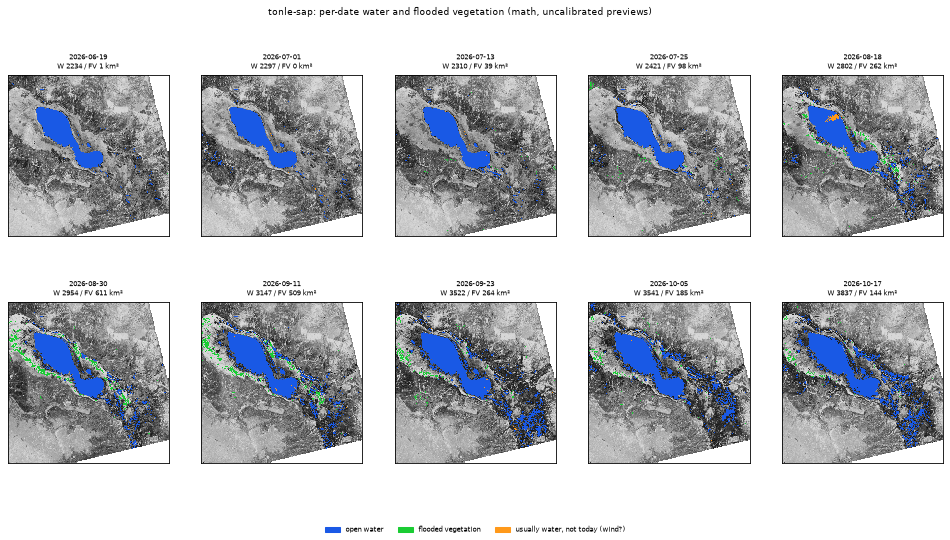 tonle-sap: per-date water and flooded vegetation (math, uncalibrated previews)
2026-06-19
W 2234 / FV 1 km²
2026-07-01
W 2297 / FV 0 km²
2026-07-13
W 2310 / FV 39 km²
2026-07-25
W 2421 / FV 98 km²
2026-08-18
W 2802 / FV 262 km²
2026-08-30
W 2954 / FV 611 km²
2026-09-11
W 3147 / FV 509 km²
2026-09-23
W 3522 / FV 264 km²
2026-10-05
W 3541 / FV 185 km²
2026-10-17
W 3837 / FV 144 km²
open water
flooded vegetation
usually water, not today (wind?)